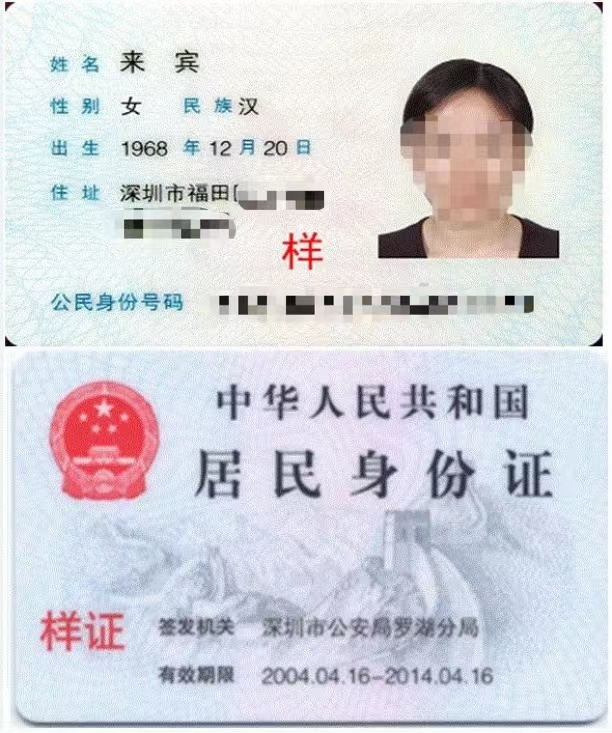 姓名 来宾
性别 女 民族 汉
出生 1968 年 12 月 20 日
住址 深圳市福田
样
公民身份号码
中华人民共和国
居民身份证
样证
签发机关 深圳市公安局罗湖分局
有效期限 2004.04.16-2014.04.16